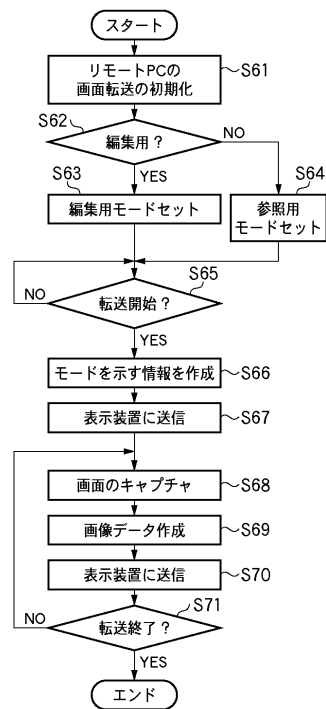 スタート
リモートPCの
画面転送の初期化
S61
S62
編集用？
NO
YES
S63
編集用モードセット
S64
参照用
モードセット
S65
転送開始？
NO
YES
モードを示す情報を作成
S66
表示装置に送信
S67
画面のキャプチャ
S68
画像データ作成
S69
表示装置に送信
S70
S71
転送終了？
NO
YES
エンド